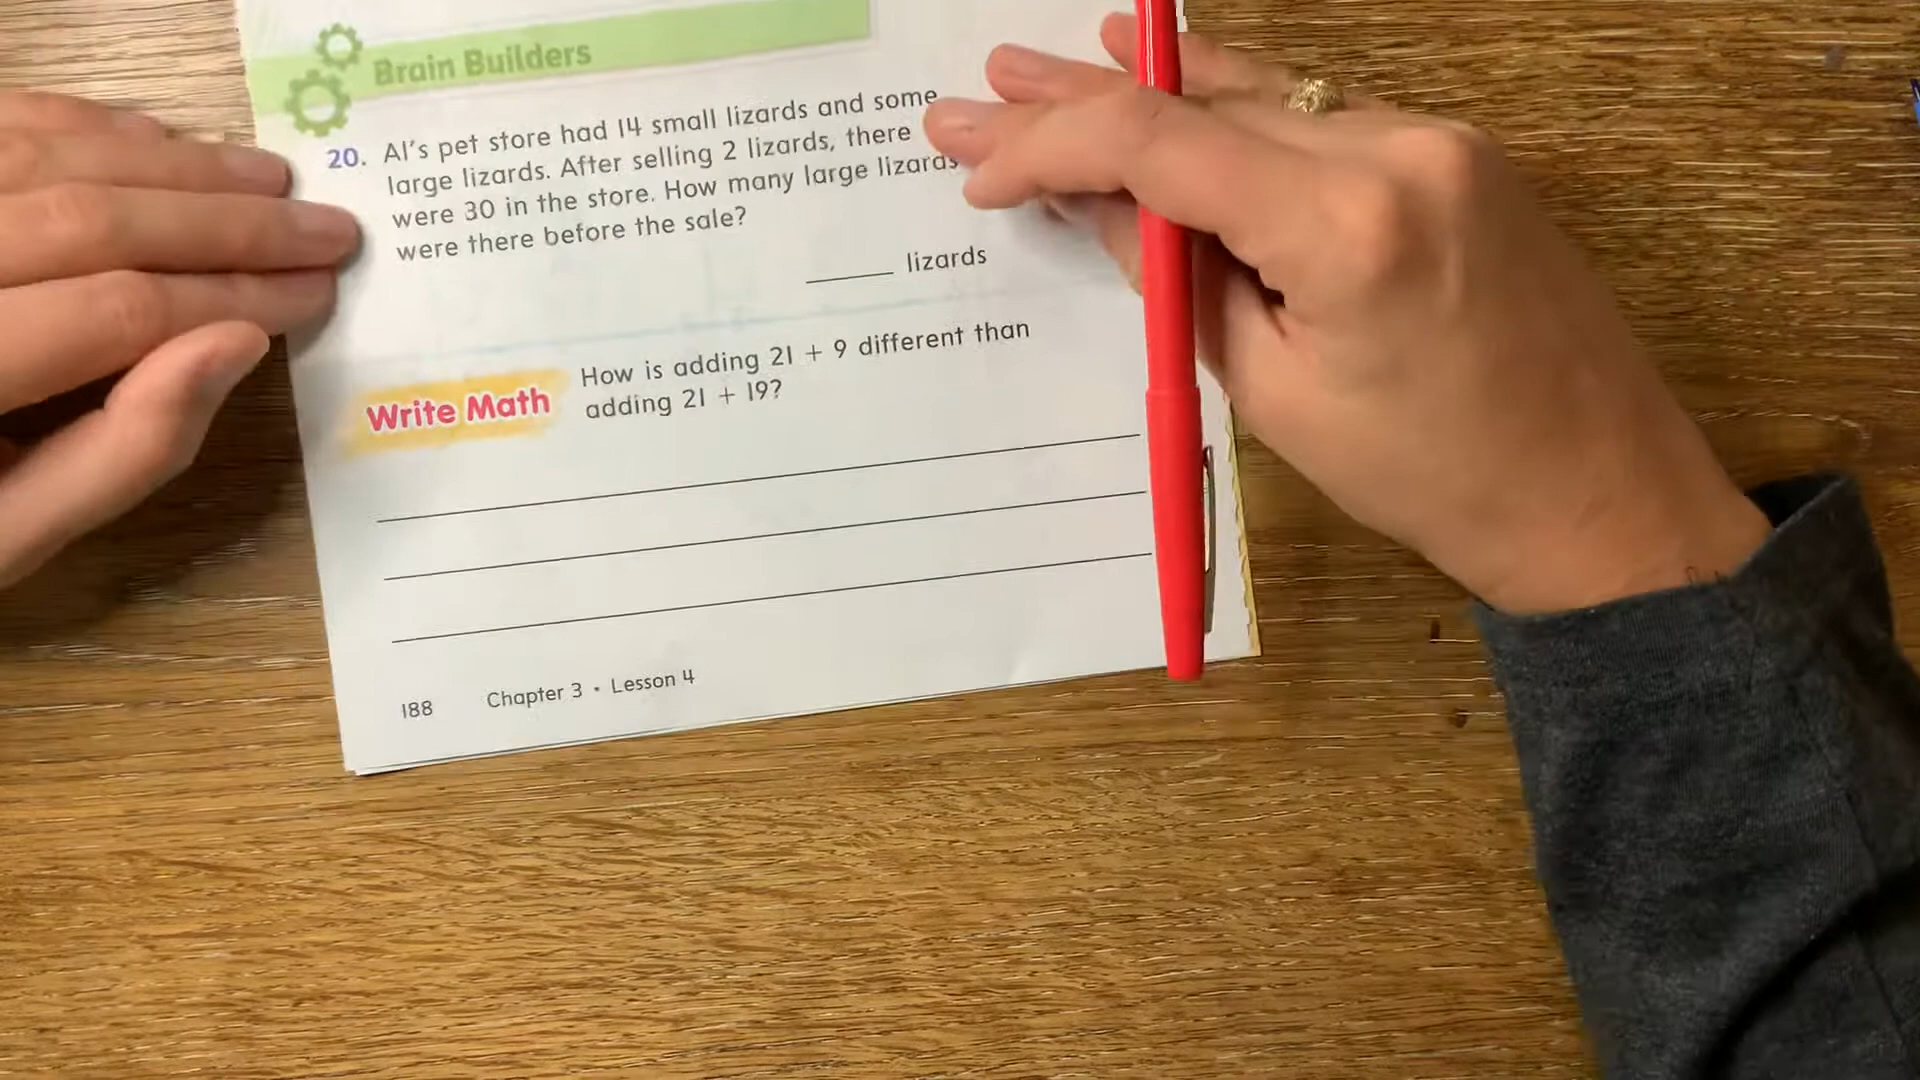 Brain Builders
20. Al's pet store had 14 small lizards and some
large lizards. After selling 2 lizards, there
were 30 in the store. How many large lizards
were there before the sale?
______ lizards
Write Math
How is adding 21 + 9 different than
adding 21 + 19?
188 Chapter 3 • Lesson 4